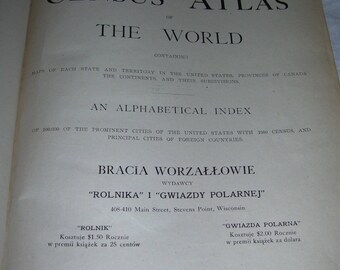 CENSUS ATLAS
OF
THE WORLD
CONTAINING
MAPS OF EACH STATE AND TERRITORY IN THE UNITED STATES, PROVINCES OF CANADA
THE CONTINENTS, AND THEIR SUBDIVISIONS.
AN ALPHABETICAL INDEX
OF THE PROMINENT CITIES OF THE UNITED STATES WITH CENSUS AND
PRINCIPAL CITIES OF FOREIGN COUNTRIES.
BRACIA WORZAŁŁOWIE
WYDAWCY
"ROLNIKA" I "GWIAZDY POLARNEJ"
408-410 Main Street, Stevens Point, Wisconsin
"ROLNIK"
Kosztuje $1.50 Rocznie
w premii książek za 25 centów
"GWIAZDA POLARNA"
Kosztuje $2.00 Rocznie
w premii książek za dolara